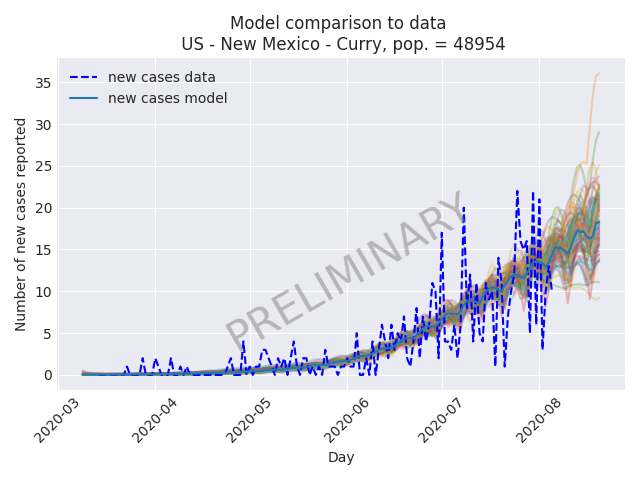 Model comparison to data
US - New Mexico - Curry, pop. = 48954
new cases data
new cases model
PRELIMINARY
Number of new cases reported
35
30
25
20
15
10
5
0
2020-03
2020-04
2020-05
2020-06
2020-07
2020-08
Day